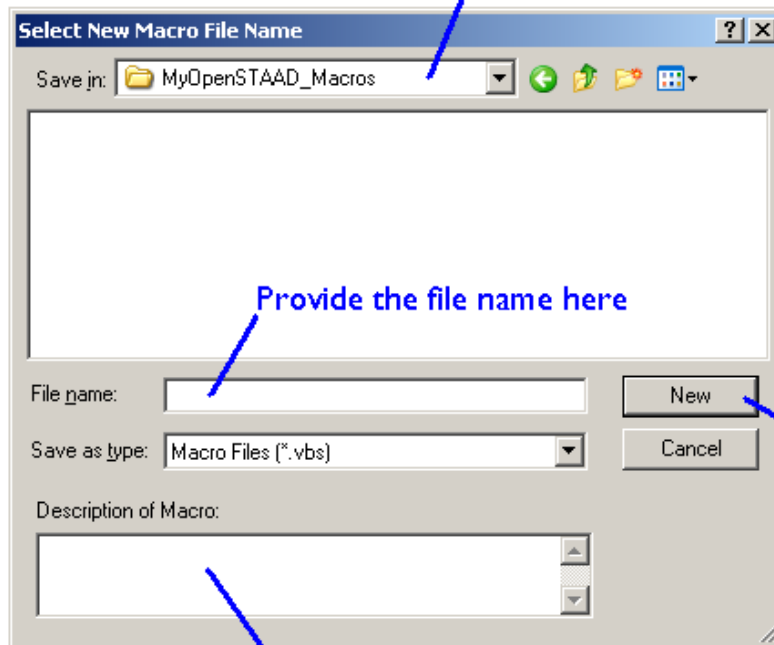 Select New Macro File Name
Save in: MyOpenSTAAD_Macros
Provide the file name here
File name: New
Save as type: Macro Files (*.vbs) Cancel
Description of Macro: